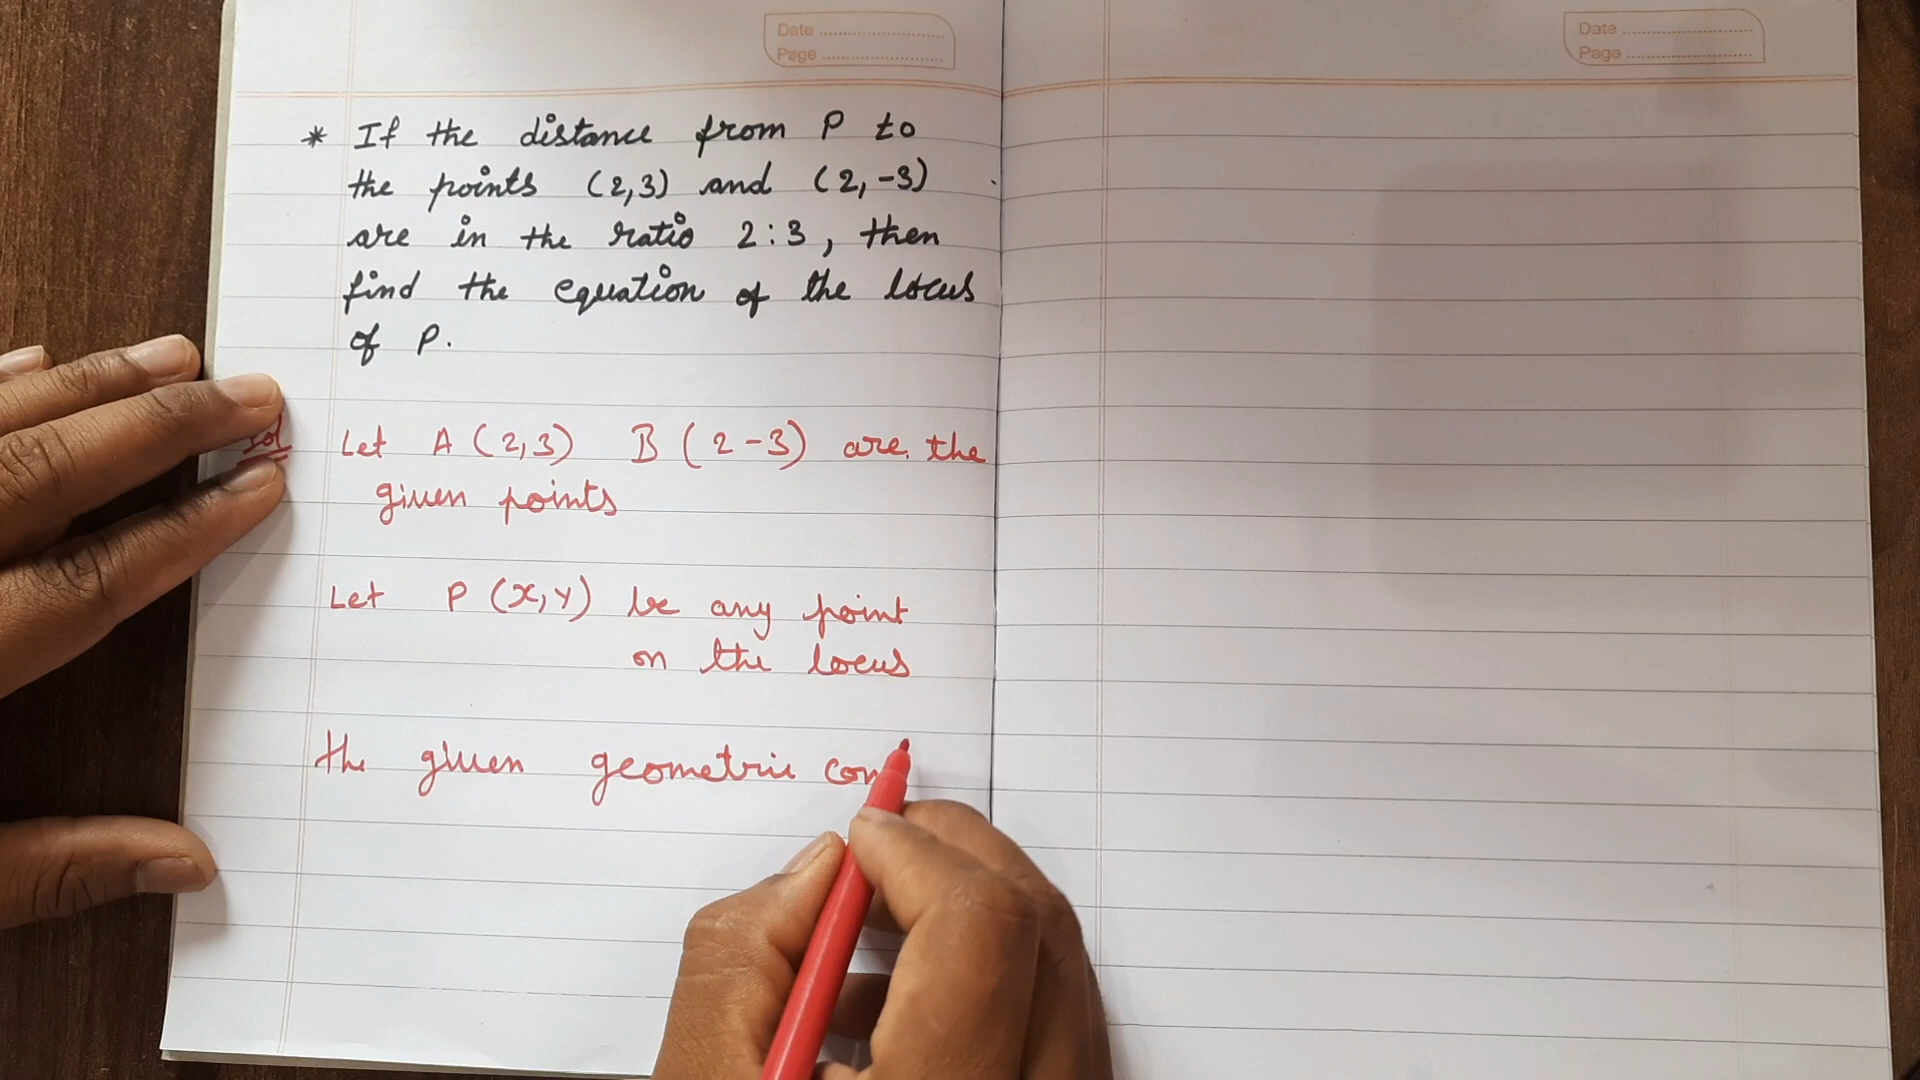 Date
Page
Date
Page
* If the distance from P to
the points (2,3) and (2,-3)
are in the ratio 2:3, then
find the equation of the locus
of P.
Sol Let A (2,3) B (2-3) are. the
given points
Let P (x,y) be any point
on the locus
the given geometric con